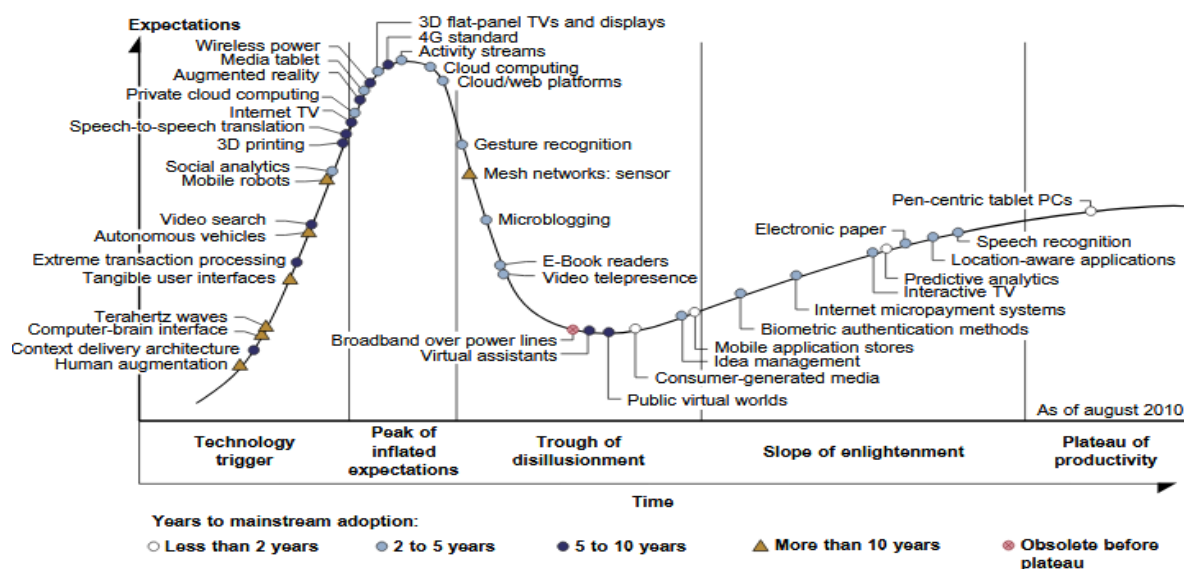 Expectations
3D flat-panel TVs and displays
4G standard
Activity streams
Wireless power
Media tablet
Augmented reality
Cloud computing
Cloud/web platforms
Private cloud computing
Internet TV
Speech-to-speech translation
3D printing
Gesture recognition
Social analytics
Mobile robots
Mesh networks: sensor
Pen-centric tablet PCs
Video search
Autonomous vehicles
Microblogging
Electronic paper
Speech recognition
Location-aware applications
Extreme transaction processing
Tangible user interfaces
E-Book readers
Video telepresence
Predictive analytics
Interactive TV
Internet micropayment systems
Terahertz waves
Computer-brain interface
Context delivery architecture
Human augmentation
Biometric authentication methods
Broadband over power lines
Virtual assistants
Mobile application stores
Idea management
Consumer-generated media
Public virtual worlds
As of august 2010
Technology
trigger
Peak of
inflated
expectations
Trough of
disillusionment
Slope of enlightenment
Plateau of
productivity
Time
Years to mainstream adoption:
Less than 2 years
2 to 5 years
5 to 10 years
More than 10 years
Obsolete before
plateau